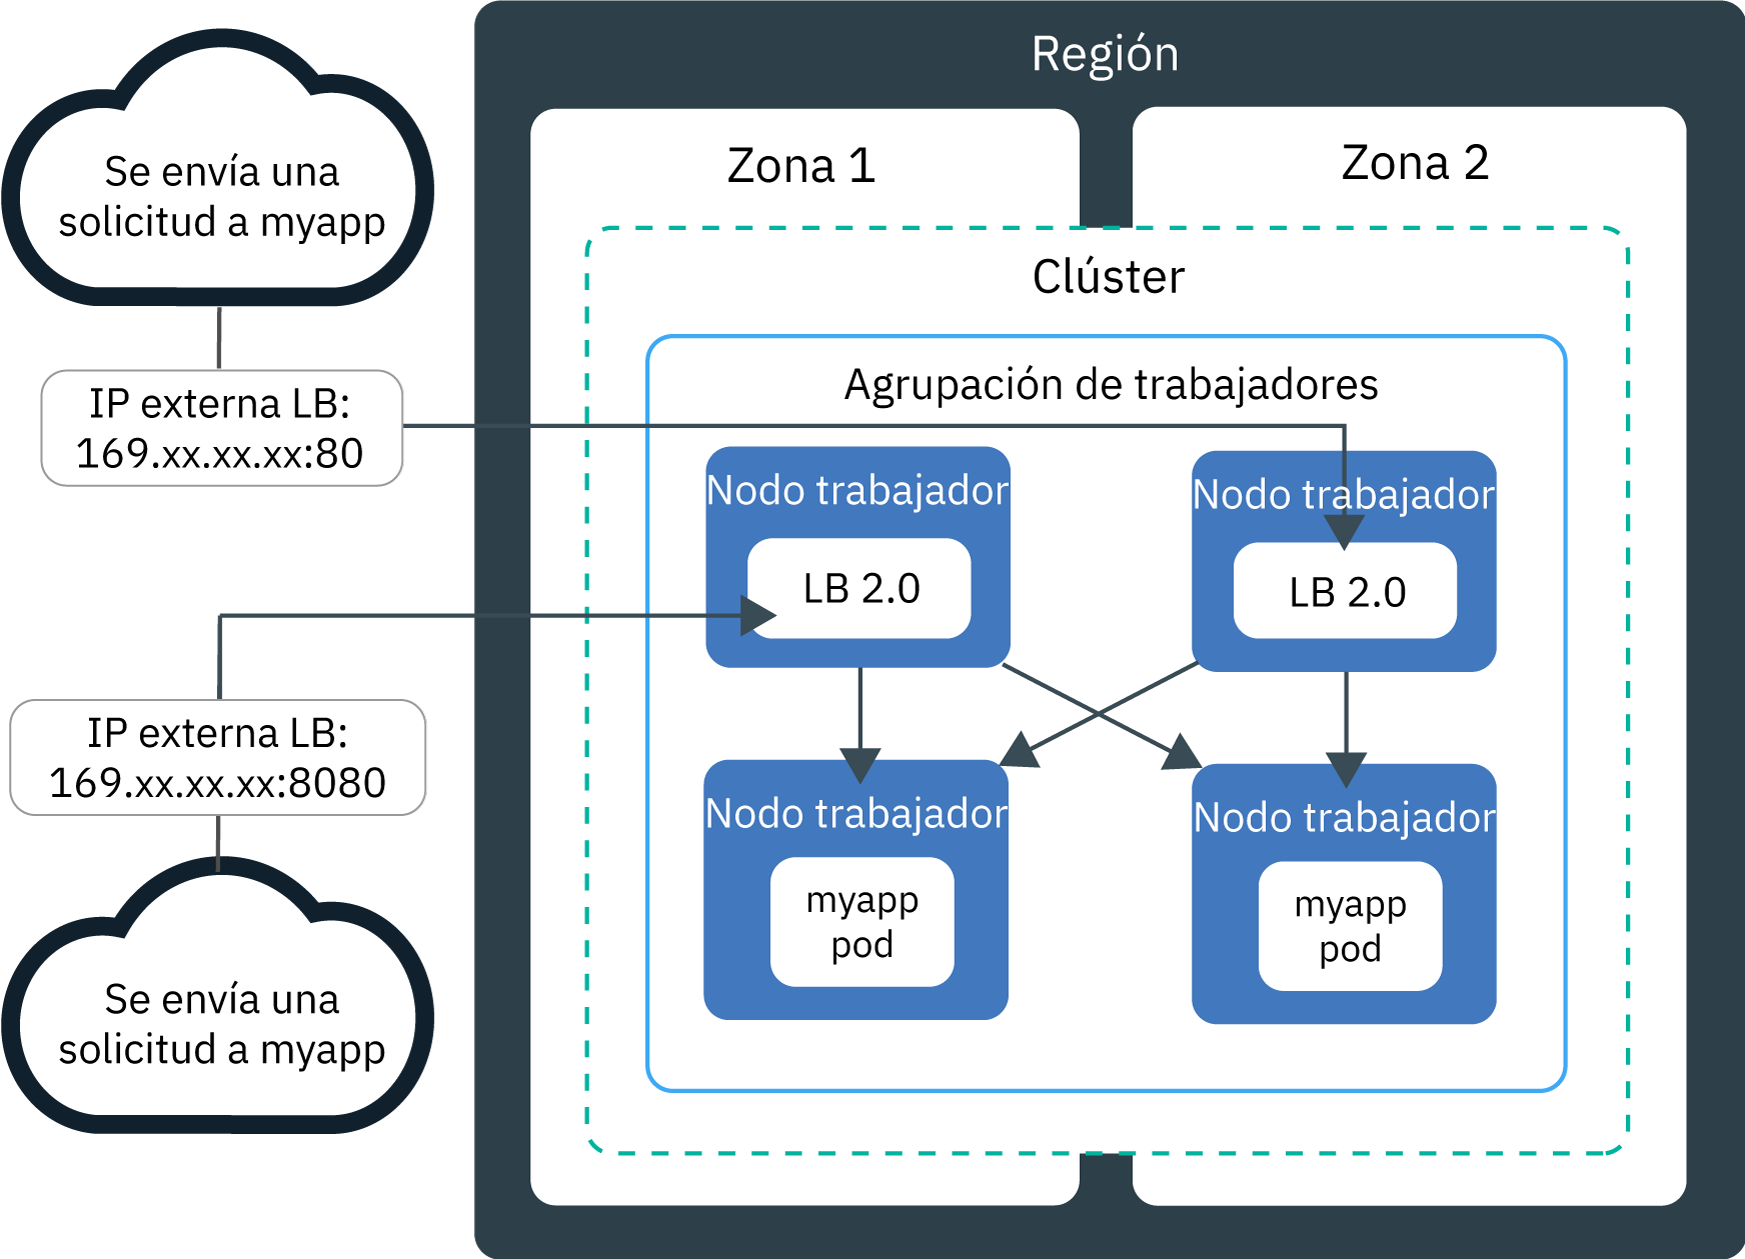 Región
Se envía una
solicitud a myapp
Zona 1
Zona 2
Clúster
IP externa LB:
169.xx.xx.xx:80
Agrupación de trabajadores
Nodo trabajador
LB 2.0
Nodo trabajador
LB 2.0
IP externa LB:
169.xx.xx.xx:8080
Nodo trabajador
myapp
pod
Nodo trabajador
myapp
pod
Se envía una
solicitud a myapp